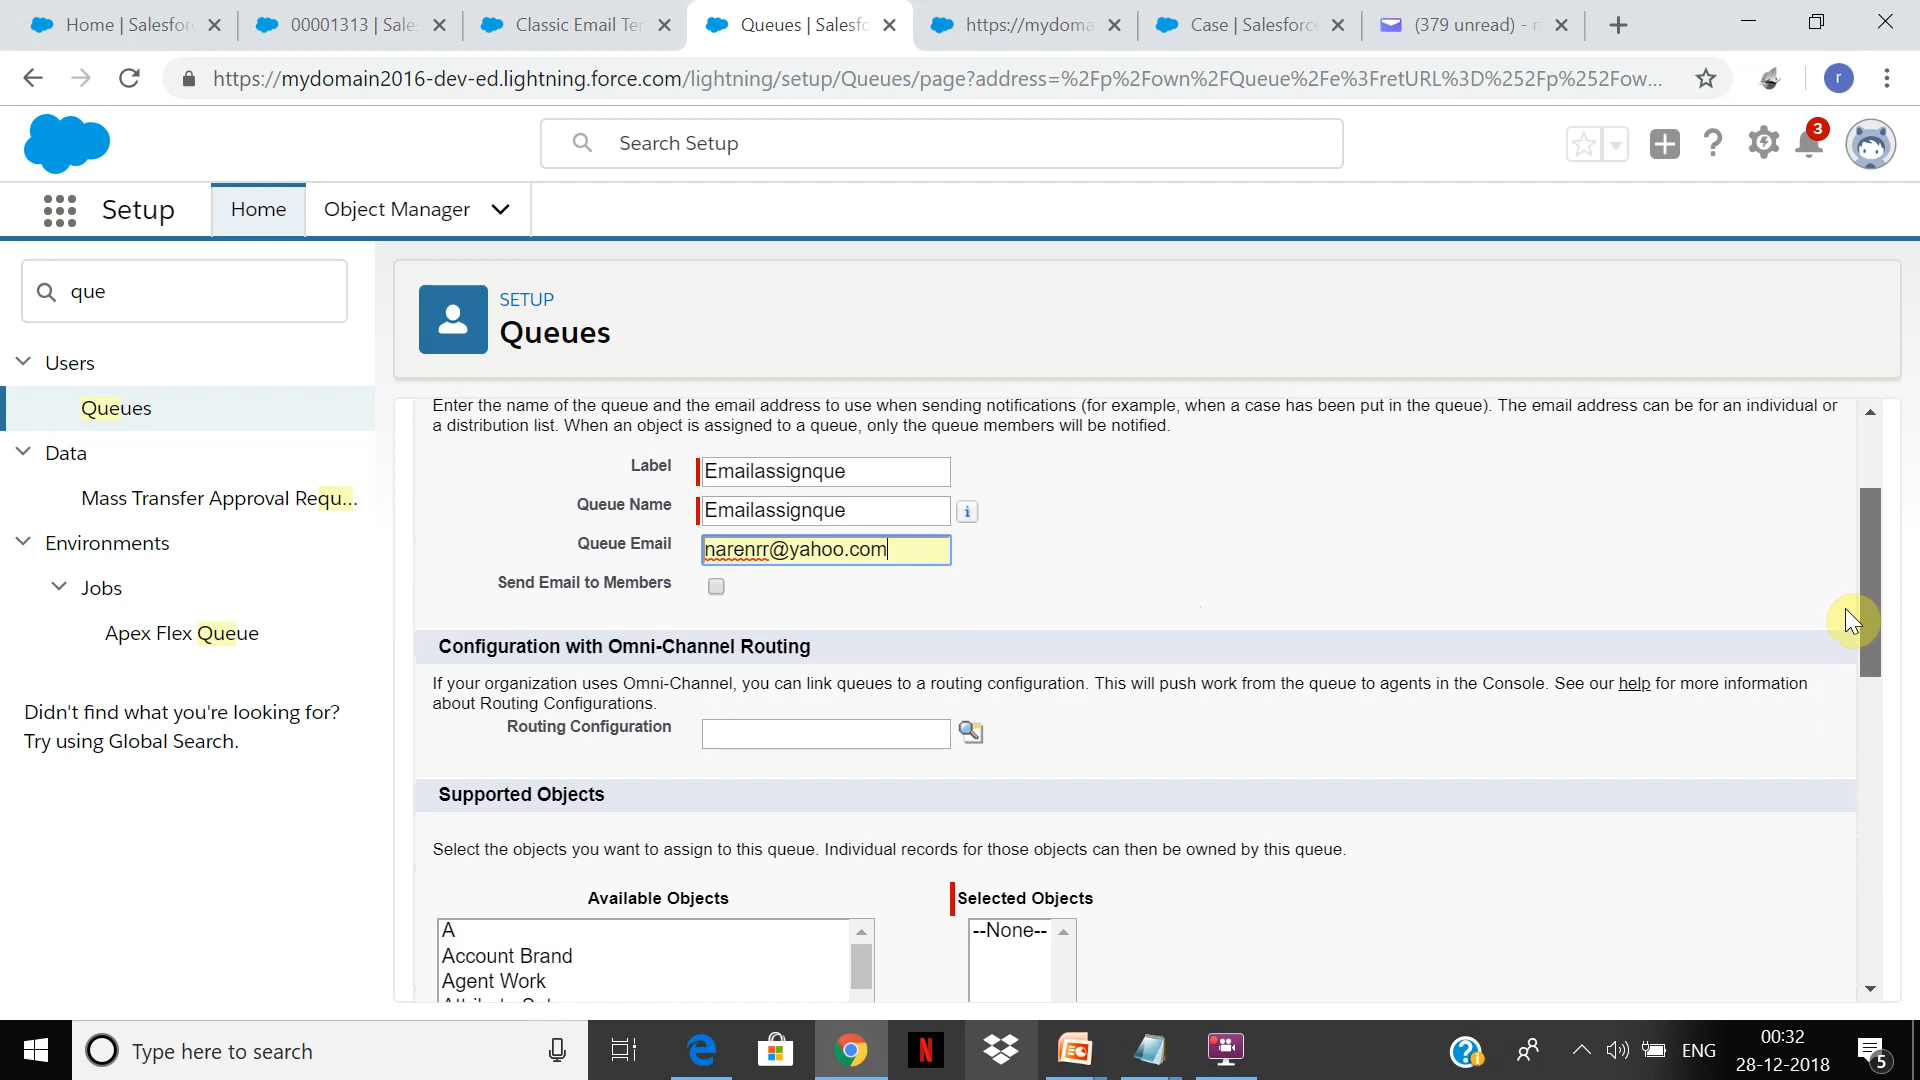 Home | Salesfor
00001313 | Sale
Classic Email Te
Queues | Salesfo
https://mydoma
Case | Salesforc
(379 unread) - n
https://mydomain2016-dev-ed.lightning.force.com/lightning/setup/Queues/page?address=%2Fp%2Fown%2FQueue%2Fe%3FretURL%3D%252Fp%252Fow...
r
Search Setup
3
Setup
Home
Object Manager
que
Users
Queues
Data
Mass Transfer Approval Requ...
Environments
Jobs
Apex Flex Queue
Didn't find what you're looking for?
Try using Global Search.
SETUP
Queues
Enter the name of the queue and the email address to use when sending notifications (for example, when a case has been put in the queue). The email address can be for an individual or
a distribution list. When an object is assigned to a queue, only the queue members will be notified.
Label
Emailassignque
Queue Name
Emailassignque
Queue Email
narenrr@yahoo.com
Send Email to Members
Configuration with Omni-Channel Routing
If your organization uses Omni-Channel, you can link queues to a routing configuration. This will push work from the queue to agents in the Console. See our help for more information
about Routing Configurations.
Routing Configuration
Supported Objects
Select the objects you want to assign to this queue. Individual records for those objects can then be owned by this queue.
Available Objects
Selected Objects
A
Account Brand
Agent Work
--None--
Type here to search
ENG
00:32
28-12-2018
5